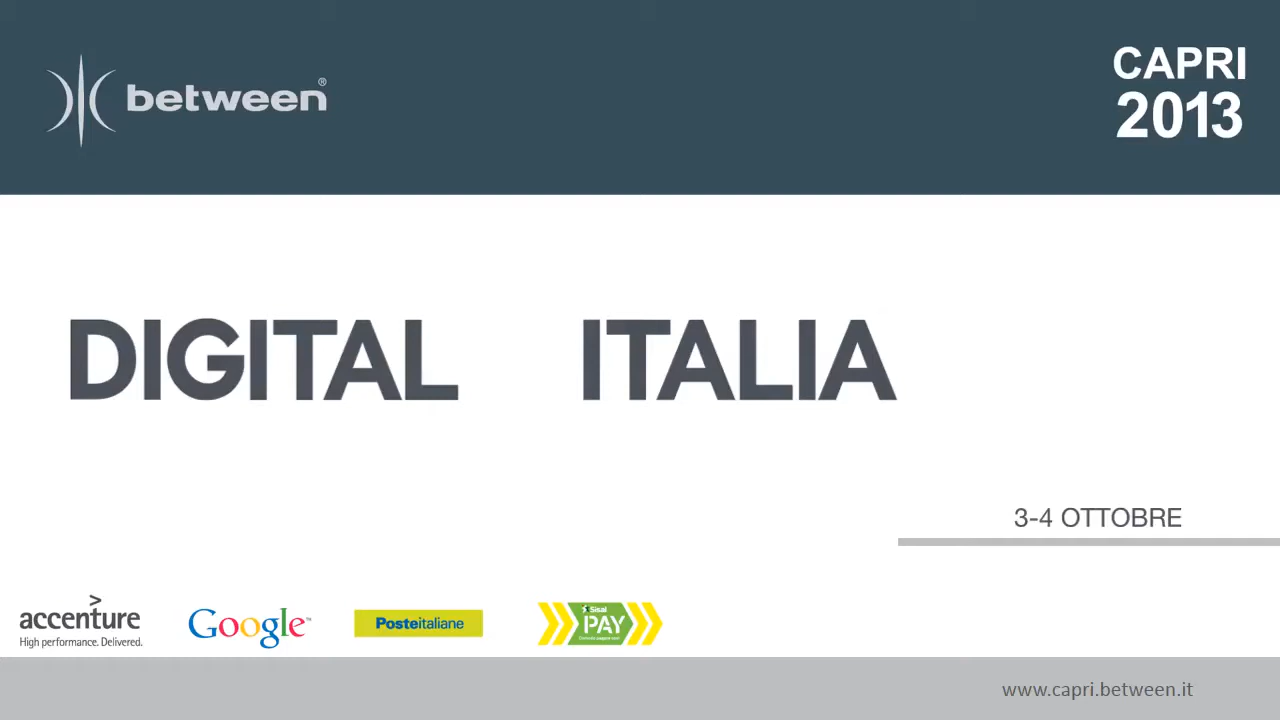 between®
CAPRI
2013
DIGITAL ITALIA
3-4 OTTOBRE
accenture
High performance. Delivered.
Google™
Posteitaliane
Sisal
PAY
www.capri.between.it